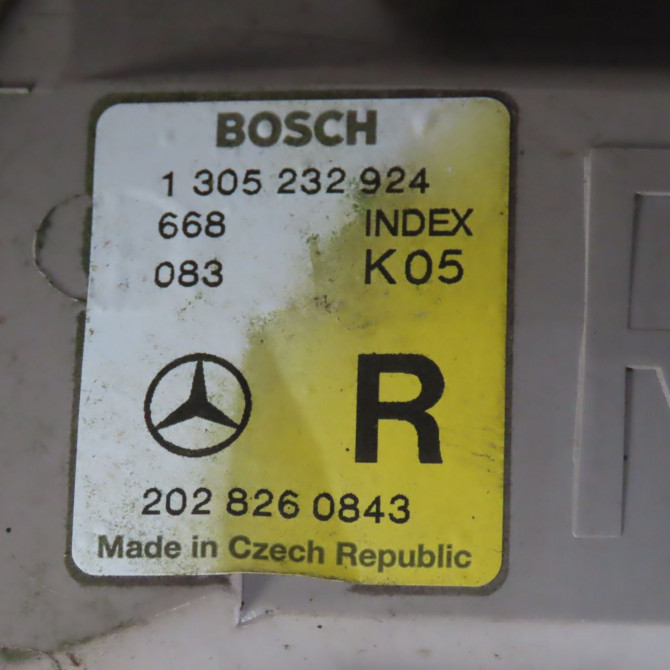 BOSCH
1 305 232 924
668 INDEX
083 K05
R
202 826 0843
Made in Czech Republic
R